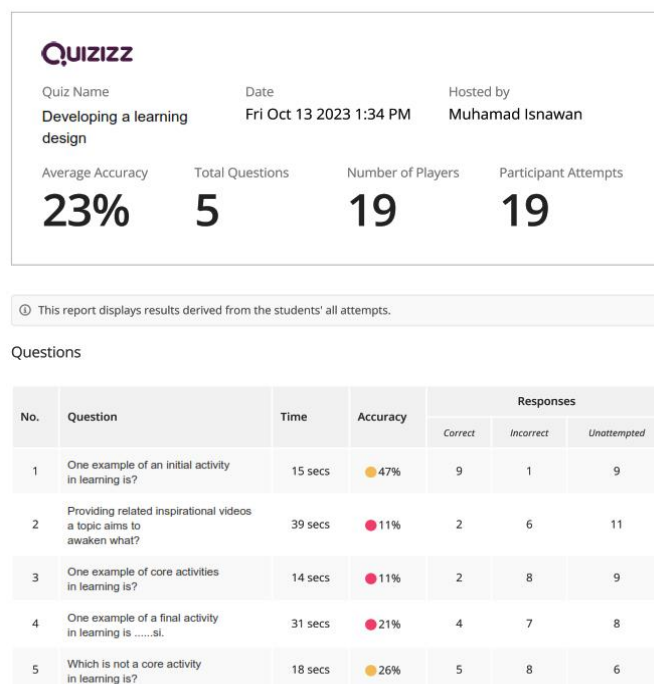 Quizizz
Quiz Name Date Hosted by
Developing a learning design Fri Oct 13 2023 1:34 PM Muhamad Isnawan
Average Accuracy Total Questions Number of Players Participant Attempts
23% 5 19 19
This report displays results derived from the students' all attempts.
Questions
No. Question Time Accuracy Responses
Correct Incorrect Unattempted
1 One example of an initial activity in learning is? 15 secs 47% 9 1 9
2 Providing related inspirational videos a topic aims to awaken what? 39 secs 11% 2 6 11
3 One example of core activities in learning is? 14 secs 11% 2 8 9
4 One example of a final activity in learning is ......si. 31 secs 21% 4 7 8
5 Which is not a core activity in learning is? 18 secs 26% 5 8 6